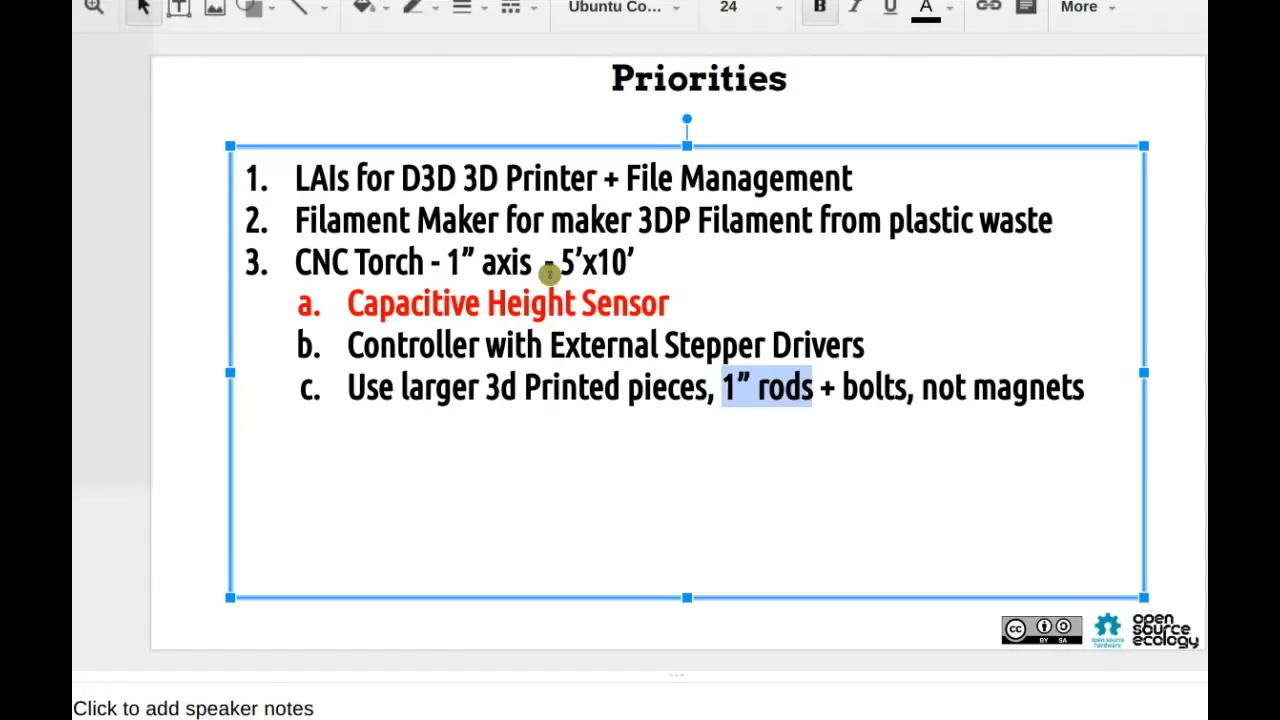 Ubuntu Co... 24 B I U A More
Priorities
1. LAIs for D3D 3D Printer + File Management
2. Filament Maker for maker 3DP Filament from plastic waste
3. CNC Torch - 1” axis - 5’x10’
a. Capacitive Height Sensor
b. Controller with External Stepper Drivers
c. Use larger 3d Printed pieces, 1” rods + bolts, not magnets
cc BY SA
open source hardware
open
source
ecology
Click to add speaker notes